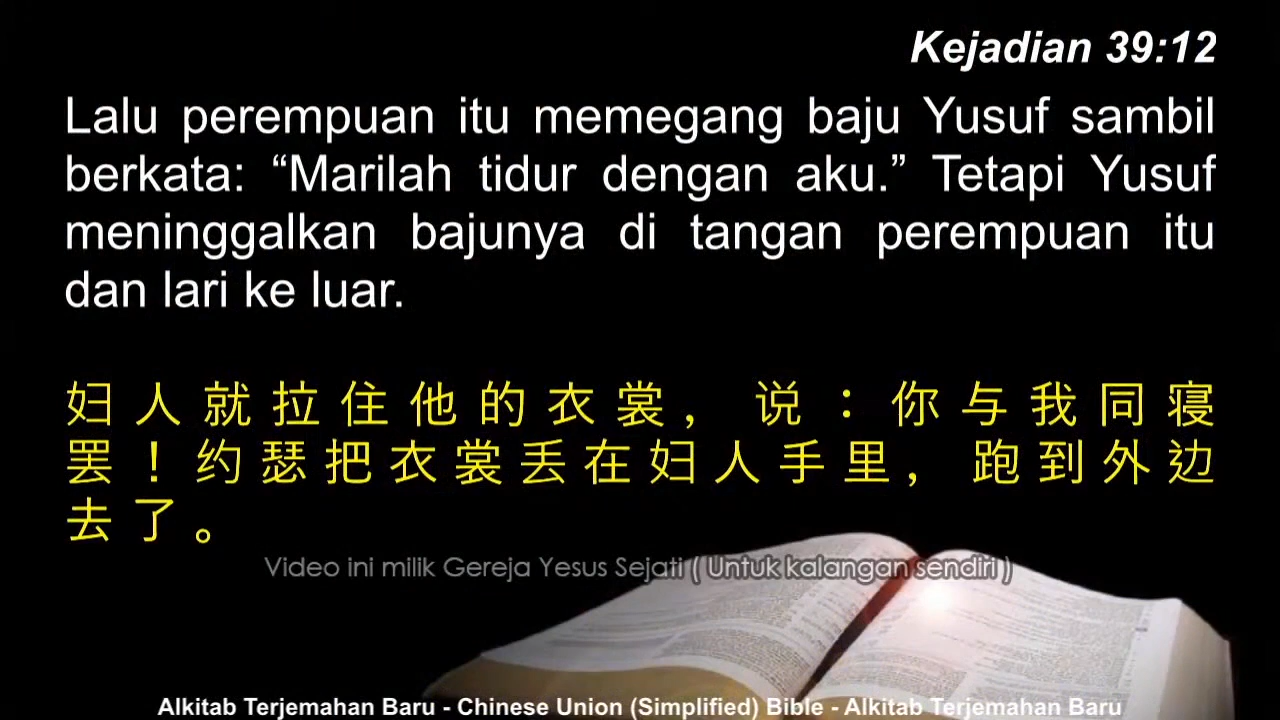 Kejadian 39:12
Lalu perempuan itu memegang baju Yusuf sambil
berkata: “Marilah tidur dengan aku.” Tetapi Yusuf
meninggalkan bajunya di tangan perempuan itu
dan lari ke luar.
妇人就拉住他的衣裳，说：你与我同寝
罢！约瑟把衣裳丢在妇人手里，跑到外边
去了。
Video ini milik Gereja Yesus Sejati ( Untuk kalangan sendiri )
Alkitab Terjemahan Baru - Chinese Union (Simplified) Bible - Alkitab Terjemahan Baru